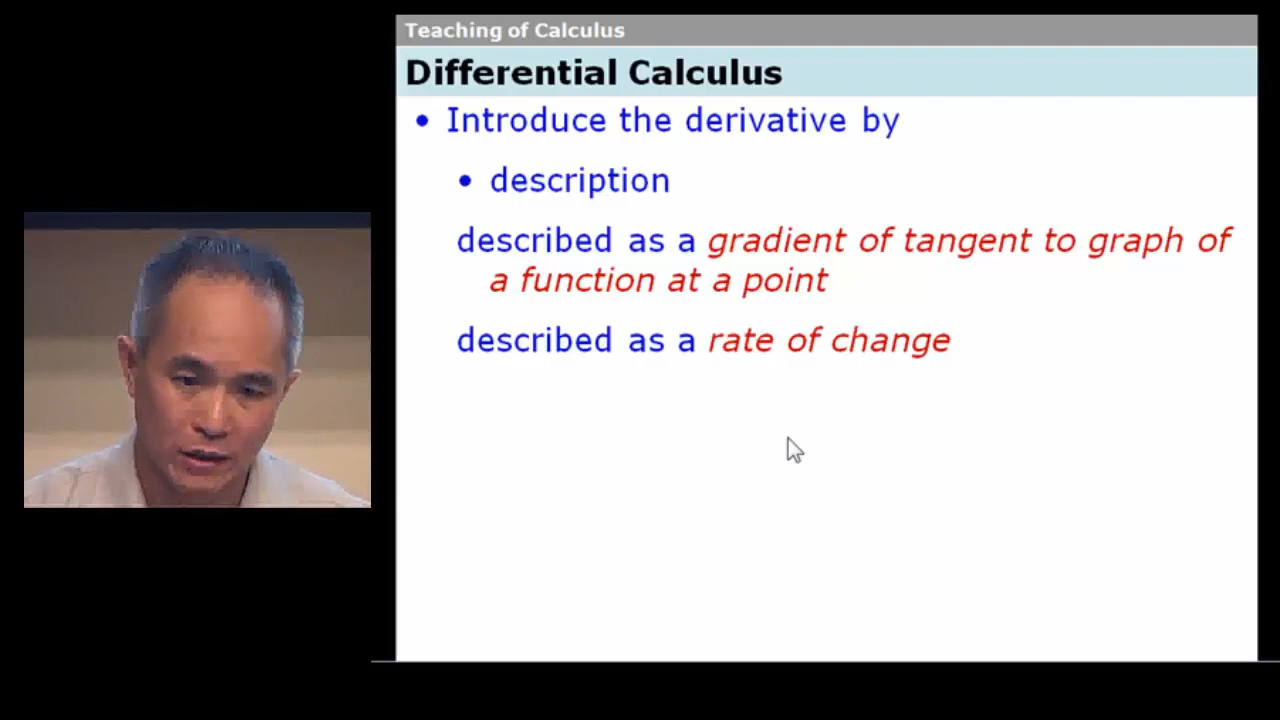 Teaching of Calculus
Differential Calculus
• Introduce the derivative by
• description
described as a gradient of tangent to graph of
a function at a point
described as a rate of change